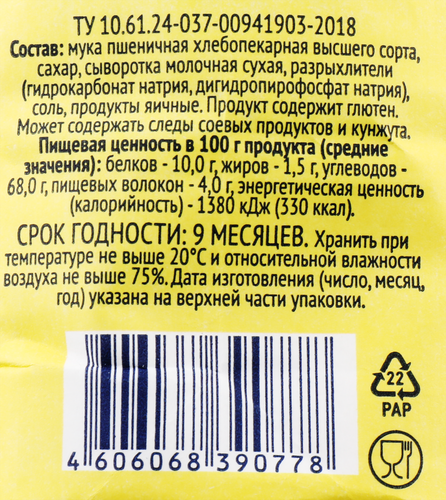 ТУ 10.61.24-037-00941903-2018
Состав: мука пшеничная хлебопекарная высшего сорта,
сахар, сыворотка молочная сухая, разрыхлители
(гидрокарбонат натрия, дигидропирофосфат натрия),
соль, продукты яичные. Продукт содержит глютен.
Может содержать следы соевых продуктов и кунжута.
Пищевая ценность в 100 г продукта (средние
значения): белков - 10,0 г, жиров - 1,5 г, углеводов -
68,0 г, пищевых волокон - 4,0 г, энергетическая ценность
(калорийность) - 1380 кДж (330 ккал).
СРОК ГОДНОСТИ: 9 МЕСЯЦЕВ. Хранить при
температуре не выше 20°С и относительной влажности
воздуха не выше 75%. Дата изготовления (число, месяц,
год) указана на верхней части упаковки.
22
PAP
4 606068 390778